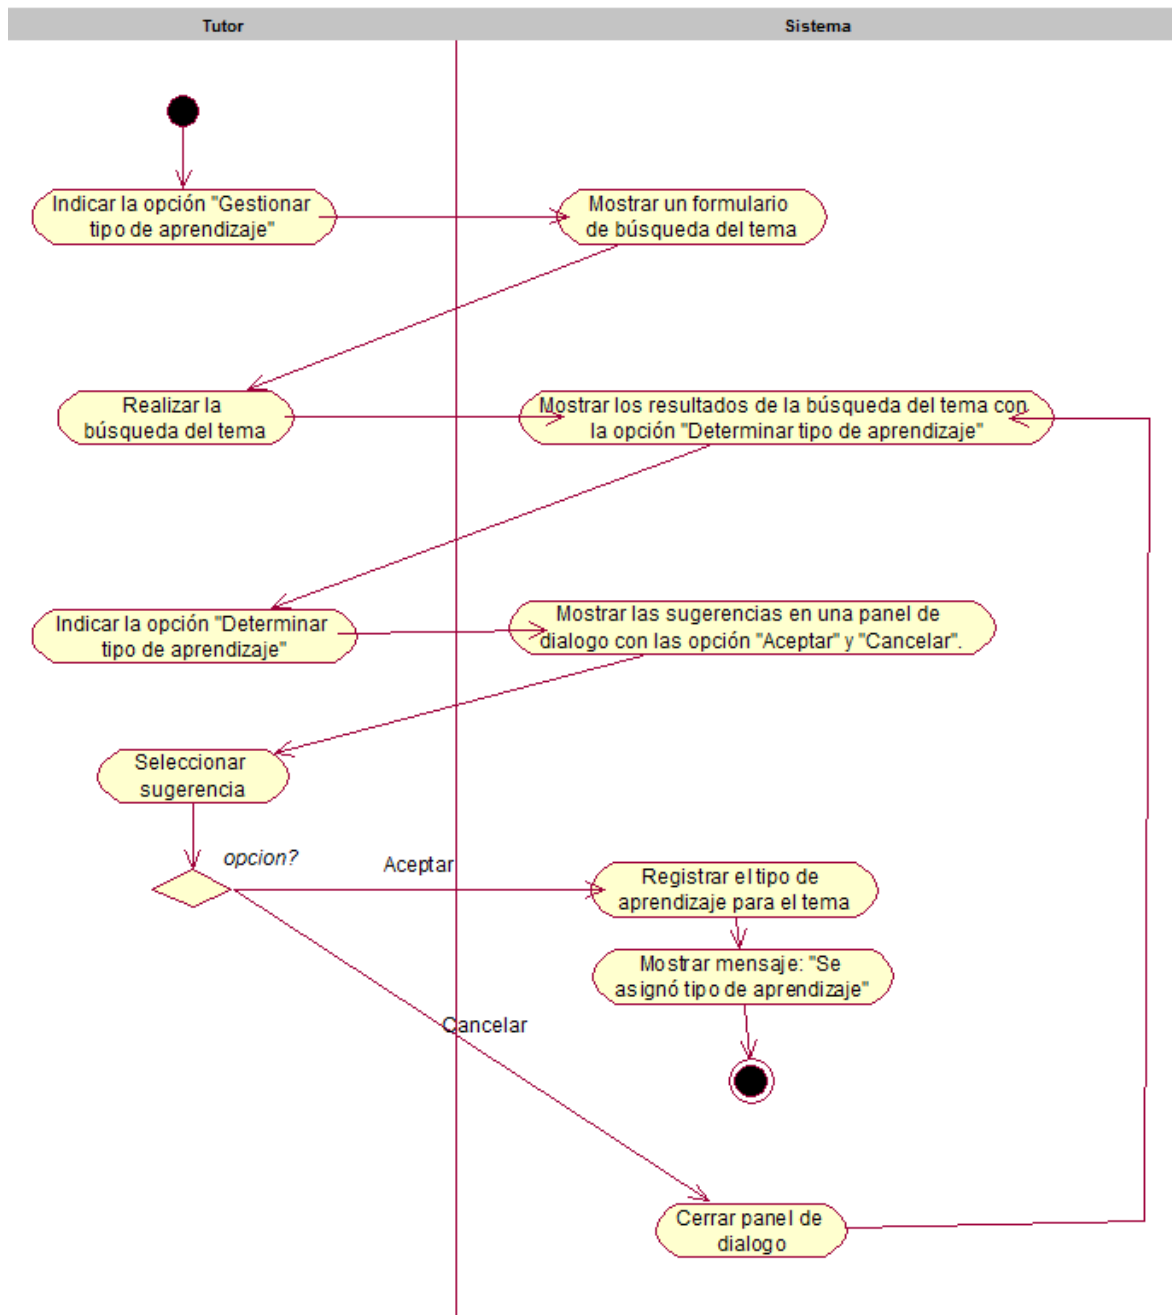 Tutor
Sistema
Indicar la opción "Gestionar
tipo de aprendizaje"
Mostrar un formulario
de búsqueda del tema
Realizar la
búsqueda del tema
Mostrar los resultados de la búsqueda del tema con
la opción "Determinar tipo de aprendizaje"
Indicar la opción "Determinar
tipo de aprendizaje"
Mostrar las sugerencias en una panel de
dialogo con las opción "Aceptar" y "Cancelar".
Seleccionar
sugerencia
opcion?
Aceptar
Registrar el tipo de
aprendizaje para el tema
Mostrar mensaje: "Se
asignó tipo de aprendizaje"
Cancelar
Cerrar panel de
dialogo